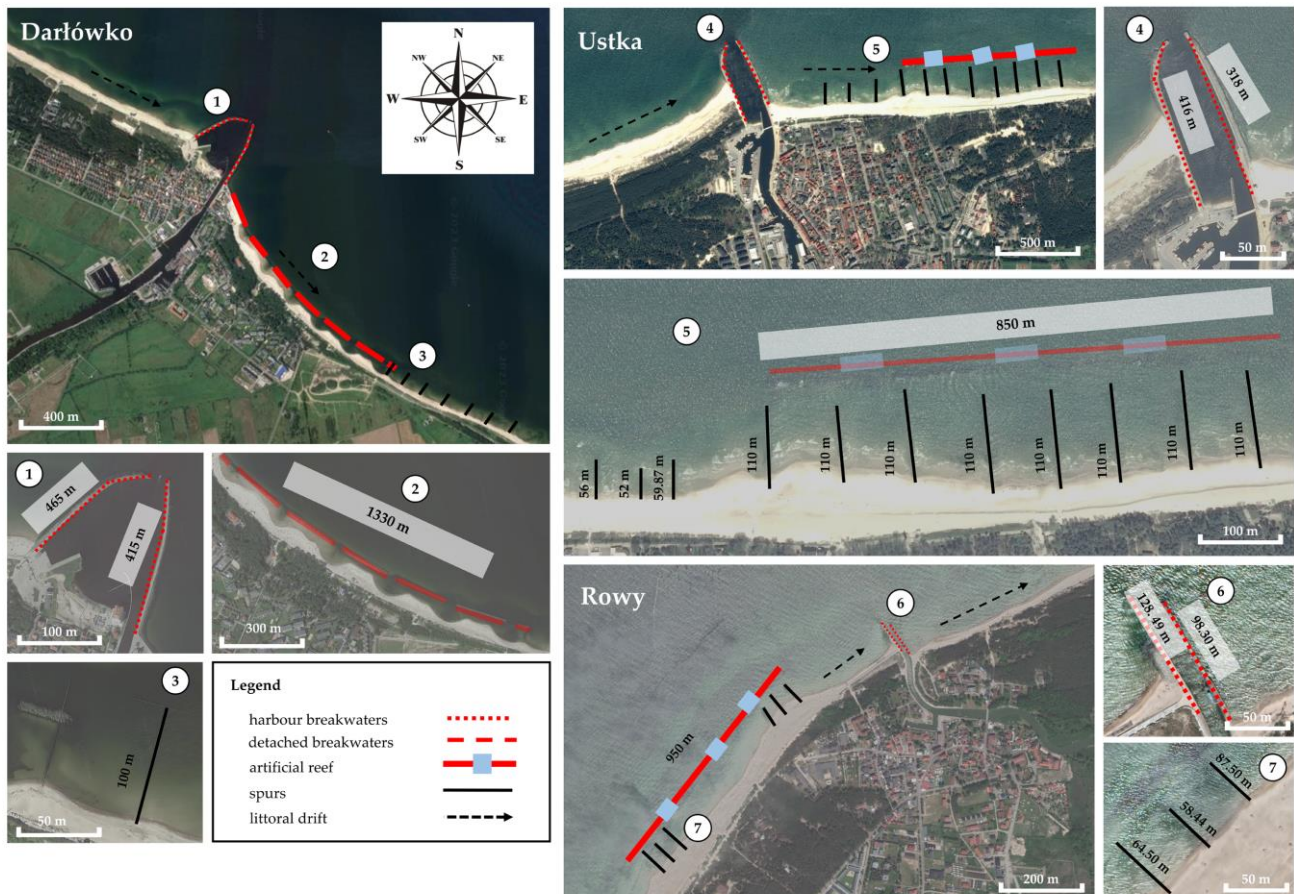 Darłówko
N
NW
NE
W
E
SW
SE
S
1
2
3
400 m
1
465 m
415 m
100 m
2
1330 m
300 m
3
100 m
50 m
Legend
harbour breakwaters
detached breakwaters
artificial reef
spurs
littoral drift
Ustka
4
5
500 m
4
416 m
318 m
50 m
5
850 m
56 m
52 m
59.87 m
110 m
110 m
110 m
110 m
110 m
110 m
110 m
110 m
100 m
Rowy
6
950 m
7
200 m
6
128.49 m
98.30 m
50 m
7
87.50 m
58.44 m
64.50 m
50 m